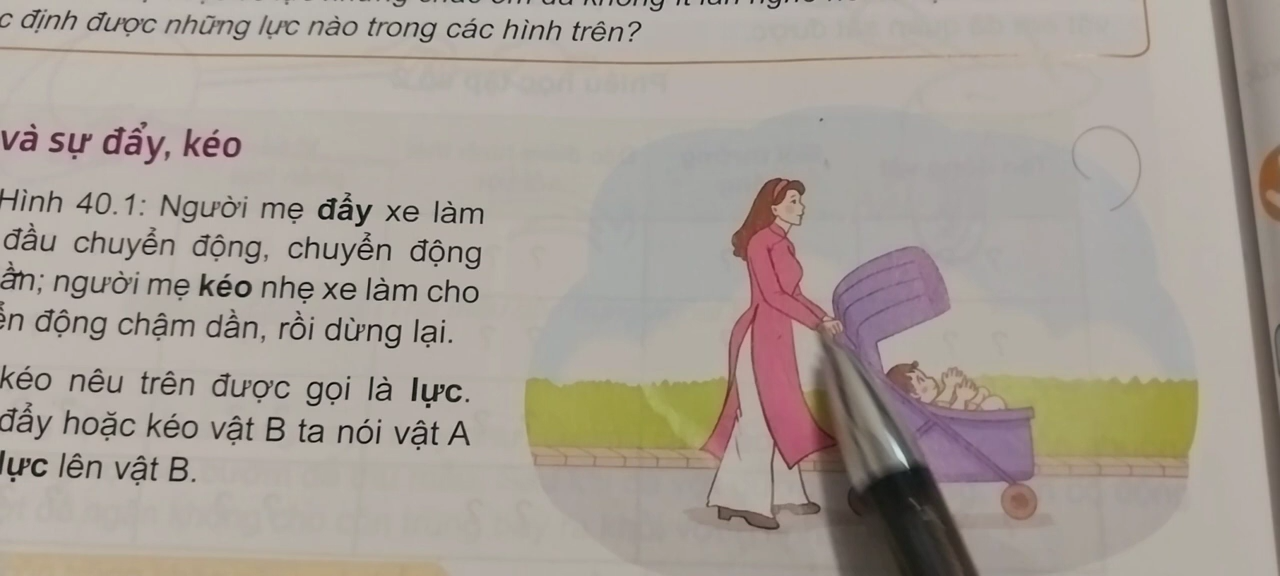 c định được những lực nào trong các hình trên?
và sự đẩy, kéo
Hình 40.1: Người mẹ đẩy xe làm
đầu chuyển động, chuyển động
ần; người mẹ kéo nhẹ xe làm cho
ển động chậm dần, rồi dừng lại.
kéo nêu trên được gọi là lực.
đẩy hoặc kéo vật B ta nói vật A
lực lên vật B.